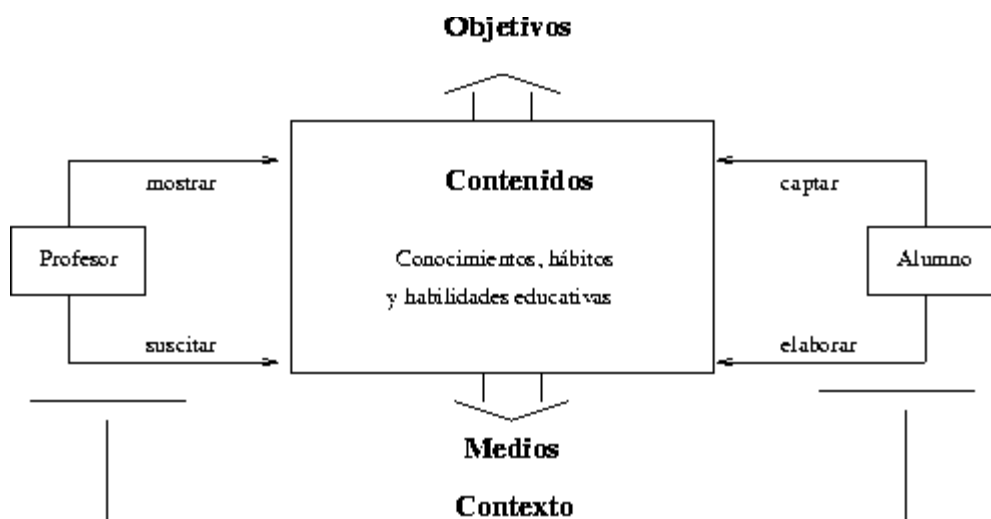 Objetivos
mostrar
Contenidos
captar
Profesor
Conocimientos, hábitos
y habilidades educativas
Alumno
suscitar
elaborar
Medios
Contexto